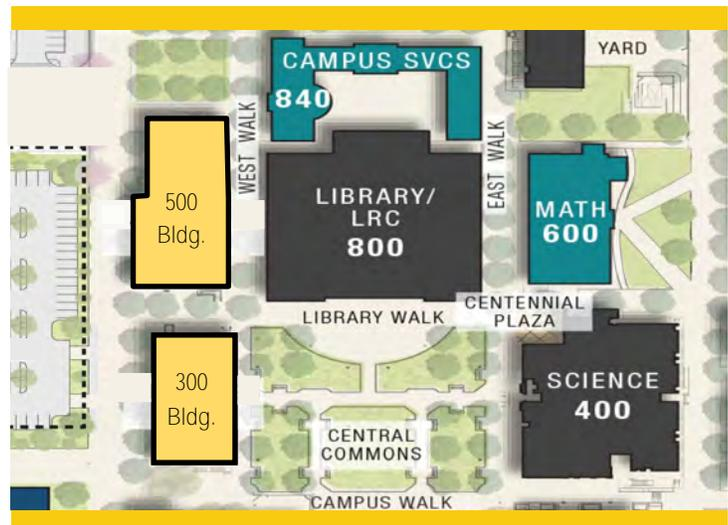 YARD
CAMPUS SVCS
840
WEST WALK
EAST WALK
500
Bldg.
LIBRARY/
LRC
800
MATH
600
CENTENNIAL
PLAZA
LIBRARY WALK
300
Bldg.
SCIENCE
400
CENTRAL
COMMONS
CAMPUS WALK